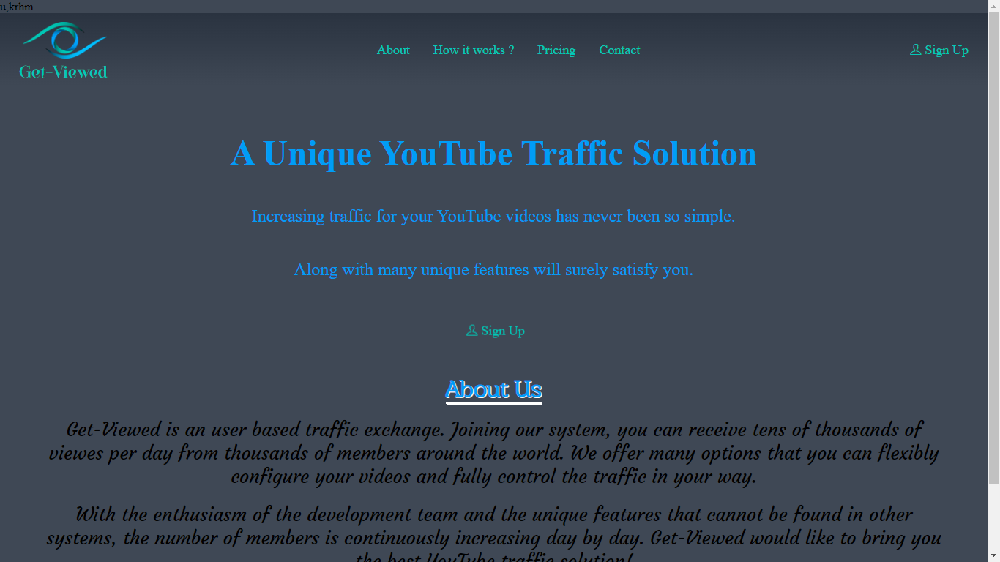 u,krhm
Get-Viewed
About How it works ? Pricing Contact
Sign Up
A Unique YouTube Traffic Solution
Increasing traffic for your YouTube videos has never been so simple.
Along with many unique features will surely satisfy you.
Sign Up
About Us
Get-Viewed is an user based traffic exchange. Joining our system, you can receive tens of thousands of
viewes per day from thousands of members around the world. We offer many options that you can flexibly
configure your videos and fully control the traffic in your way.
With the enthusiasm of the development team and the unique features that cannot be found in other
systems, the number of members is continuously increasing day by day. Get-Viewed would like to bring you
the best YouTube traffic solution!